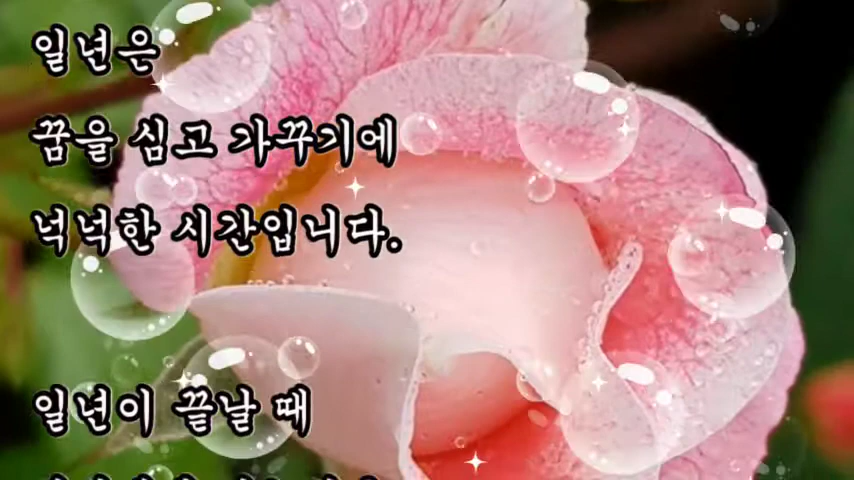 일년은
꿈을 심고 가꾸기에
넉넉한 시간입니다.
일년이 끝날 때